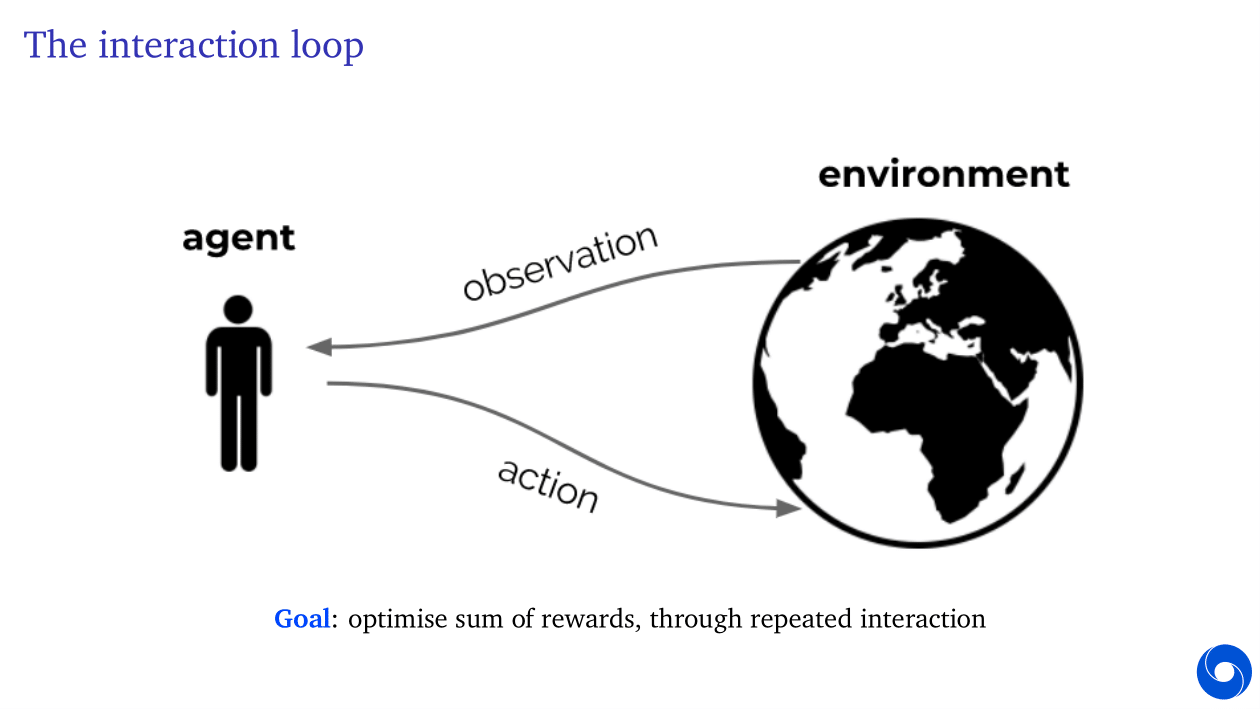 The interaction loop
environment
agent
observation
action
Goal: optimise sum of rewards, through repeated interaction